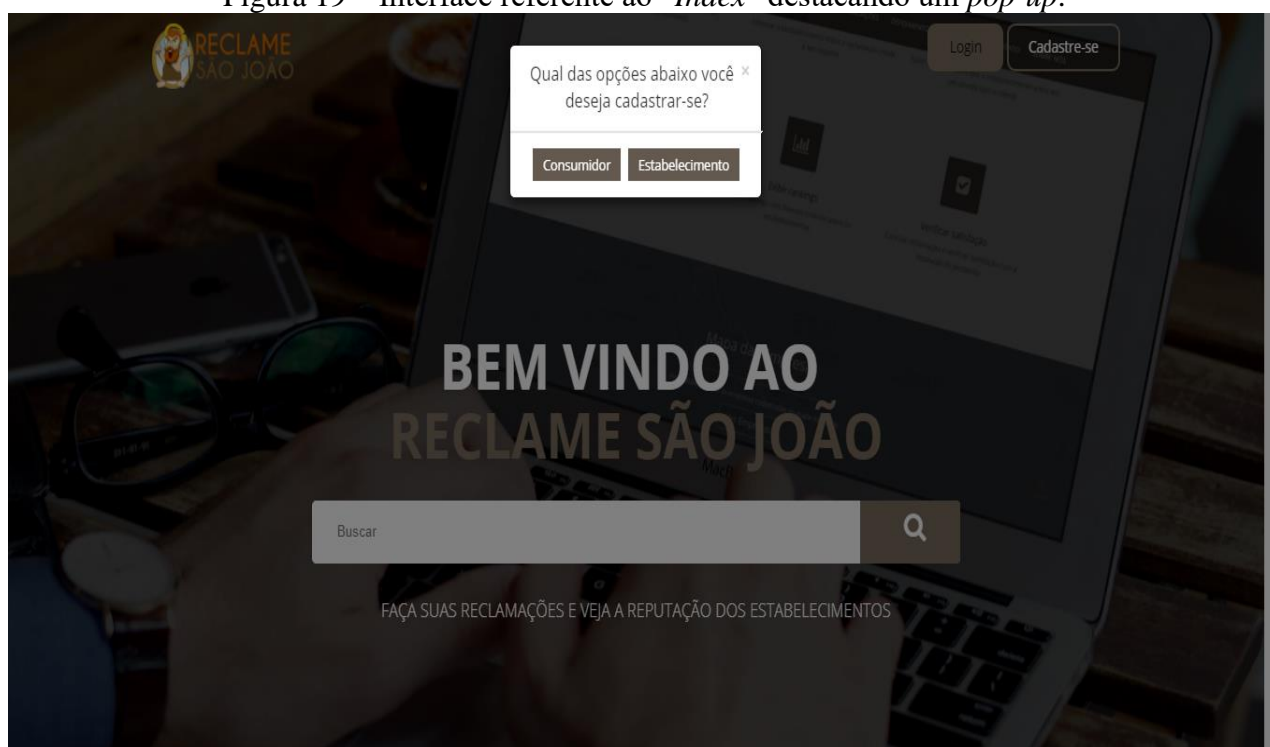 Figura 19 – Interface referente ao "Index" destacando um pop-up.
RECLAME
SÃO JOÃO
Login
Cadastre-se
Qual das opções abaixo você
deseja cadastrar-se?
×
Consumidor
Estabelecimento
Verificar satisfação
BEM VINDO AO
RECLAME SÃO JOÃO
Buscar
FAÇA SUAS RECLAMAÇÕES E VEJA A REPUTAÇÃO DOS ESTABELECIMENTOS